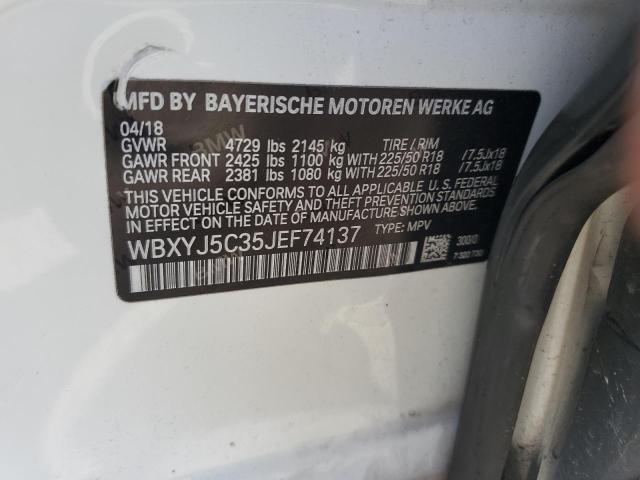 MFD BY BAYERISCHE MOTOREN WERKE AG
04/18
GVWR 4729 lbs 2145 kg TIRE / RIM
GAWR FRONT 2425 lbs 1100 kg WITH 225/50 R18 /7.5Jx18
GAWR REAR 2381 lbs 1080 kg WITH 225/50 R18 /7.5Jx18
THIS VEHICLE CONFORMS TO ALL APPLICABLE U.S. FEDERAL
MOTOR VEHICLE SAFETY, BUMPER, AND THEFT PREVENTION
STANDARDS IN EFFECT ON THE DATE OF MANUFACTURE SHOWN ABOVE.
WBXYJ5C35JEF74137 TYPE: MPV
BMW